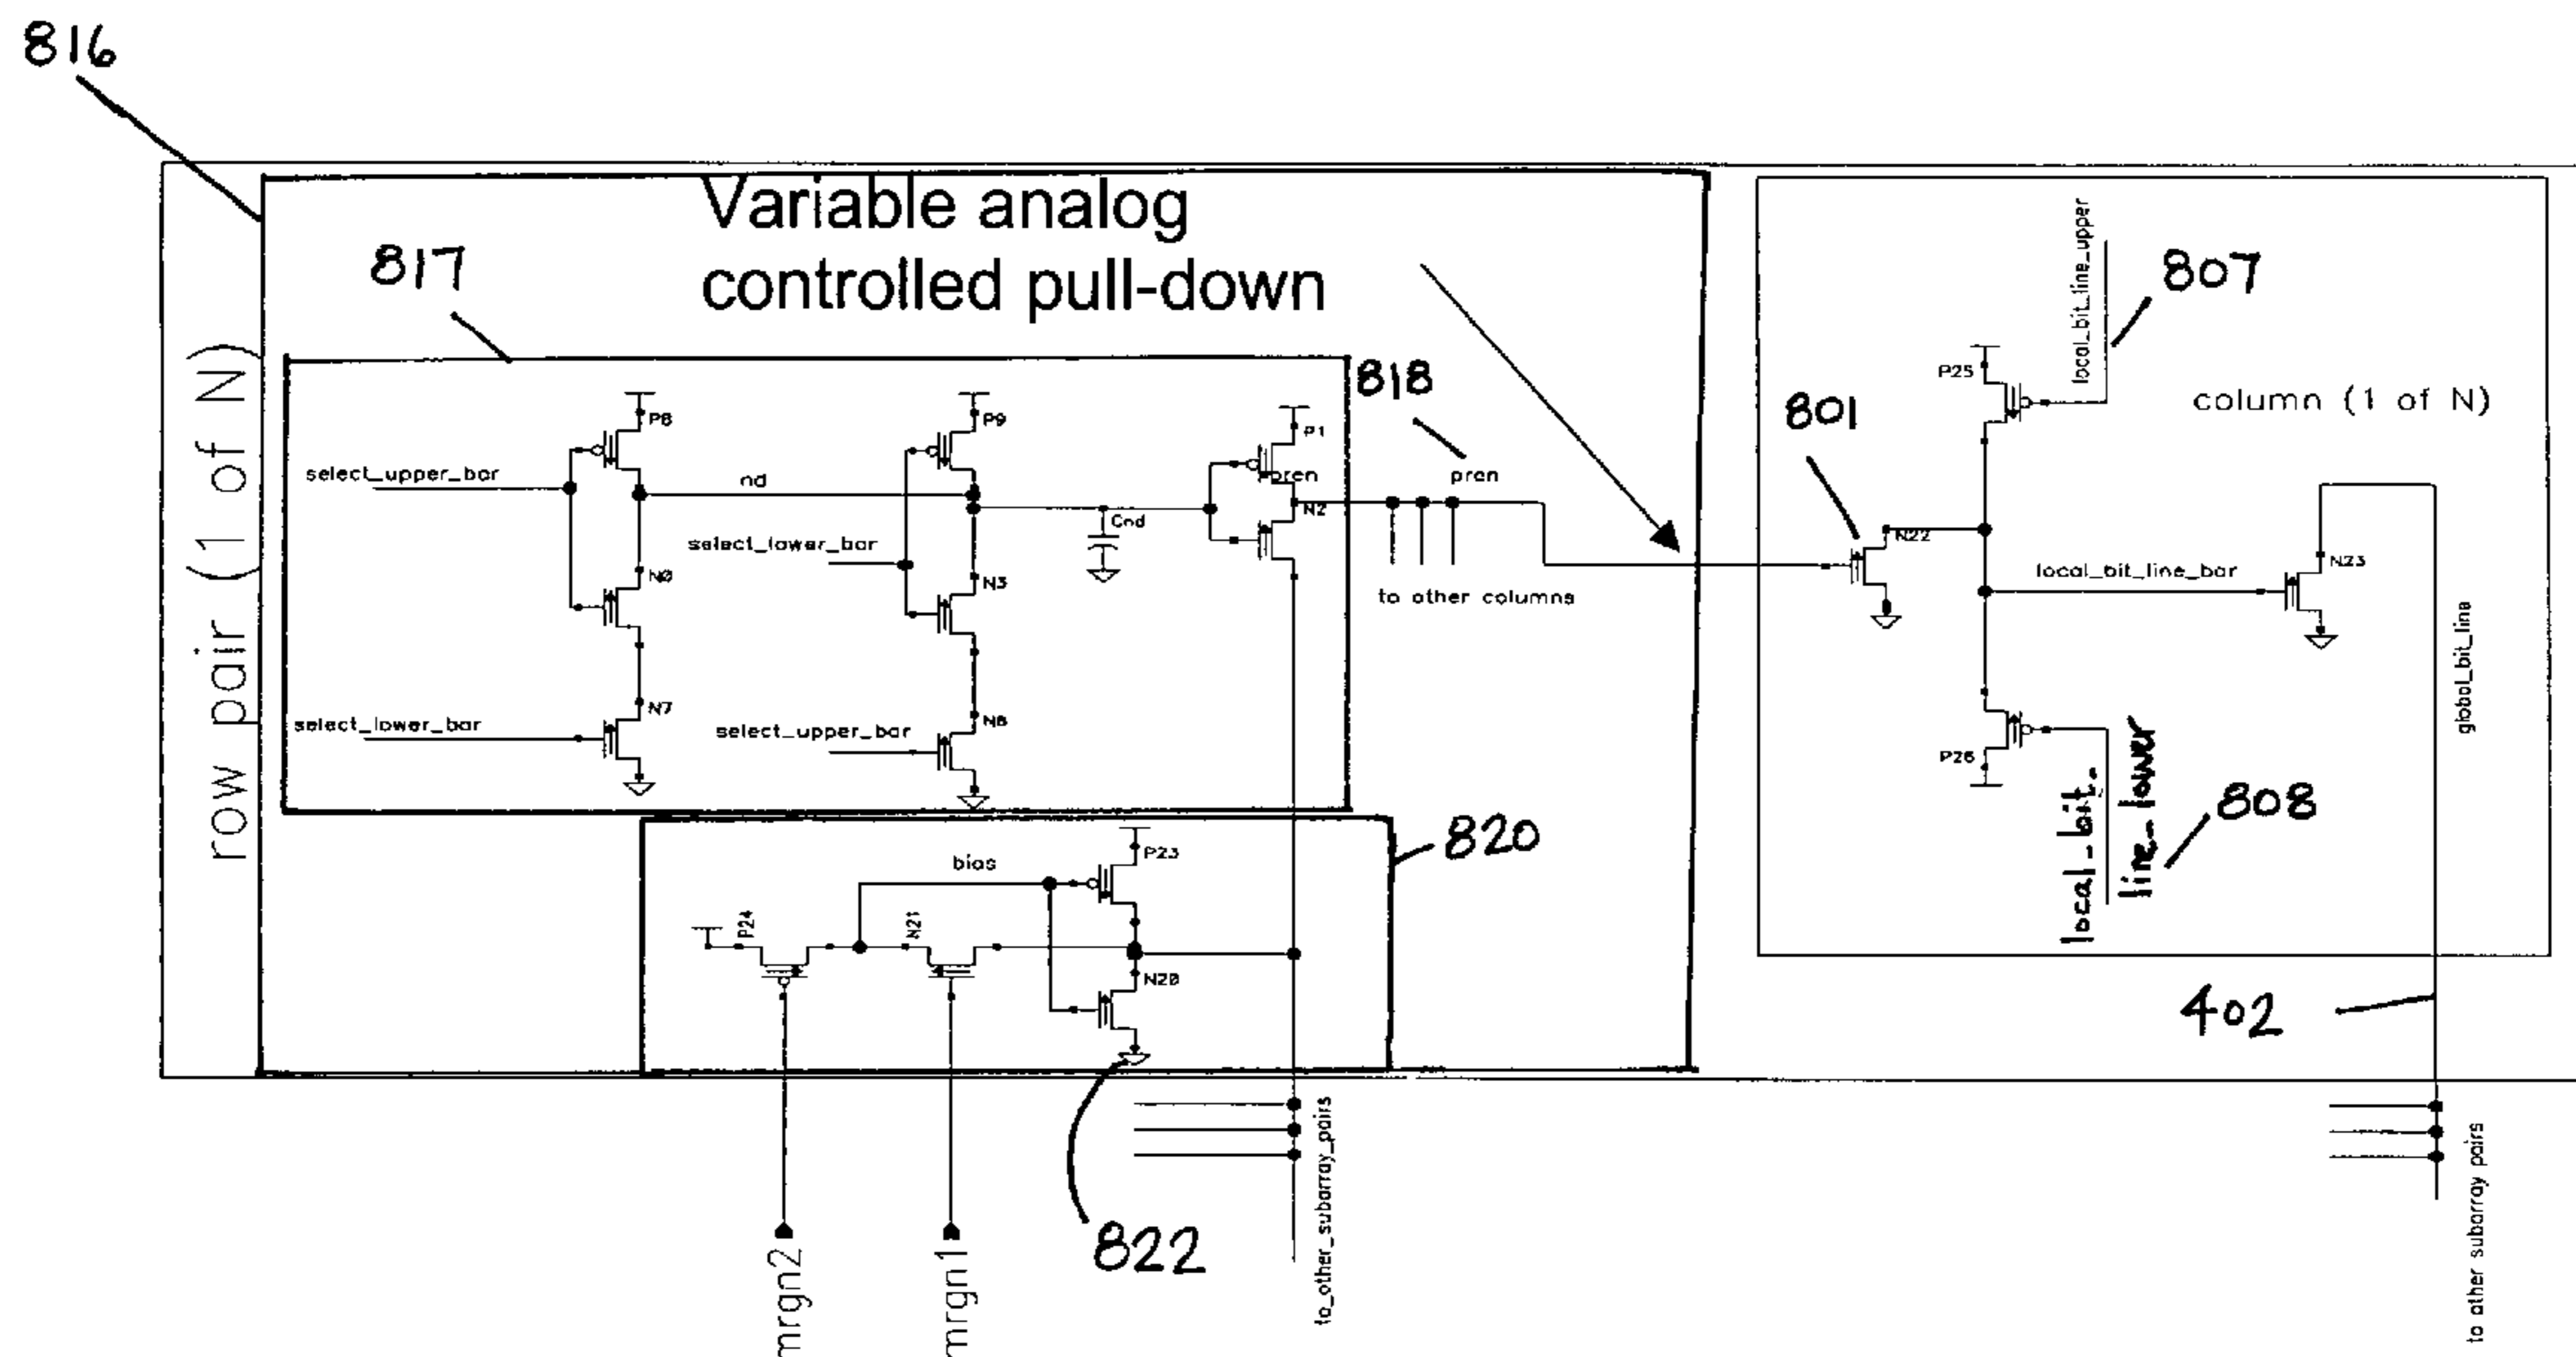 816
Variable analog
controlled pull-down
817
818
807
801
row pair (1 of N)
column (1 of N)
local_bit_line_upper
P25
P8
P9
P1
select_upper_bar
nd
pren
pren
N2
N22
Cnd
select_lower_bar
N0
N3
to other columns
local_bit_line_bar
N23
global_bit_line
N7
select_lower_bar
N6
select_upper_bar
P26
local_bit_
line_lower
808
820
bias
P23
P24
N21
N20
402
822
mrgn2
mrgn1
to_other_subarray_pairs
to other subarray pairs